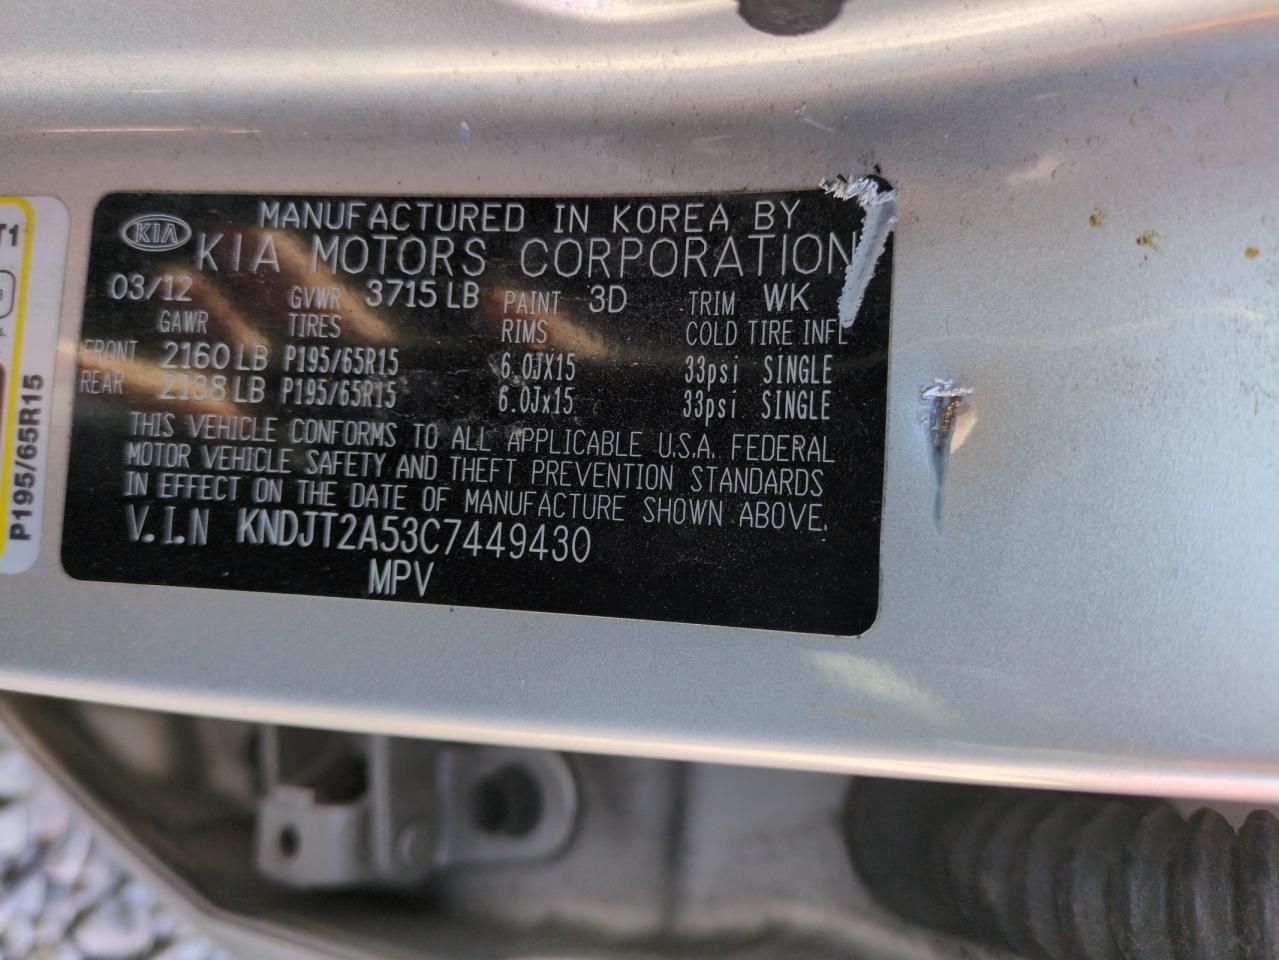 KIA MANUFACTURED IN KOREA BY
KIA MOTORS CORPORATION
03/12 GVWR 3715 LB PAINT 3D TRIM WK
GAWR TIRES RIMS COLD TIRE INFL
FRONT 2160 LB P195/65R15 6.0JX15 33psi SINGLE
REAR 2138 LB P195/65R15 6.0Jx15 33psi SINGLE
THIS VEHICLE CONFORMS TO ALL APPLICABLE U.S.A. FEDERAL
MOTOR VEHICLE SAFETY AND THEFT PREVENTION STANDARDS
IN EFFECT ON THE DATE OF MANUFACTURE SHOWN ABOVE.
V.I.N KNDJT2A53C7449430
MPV
P195/65R15